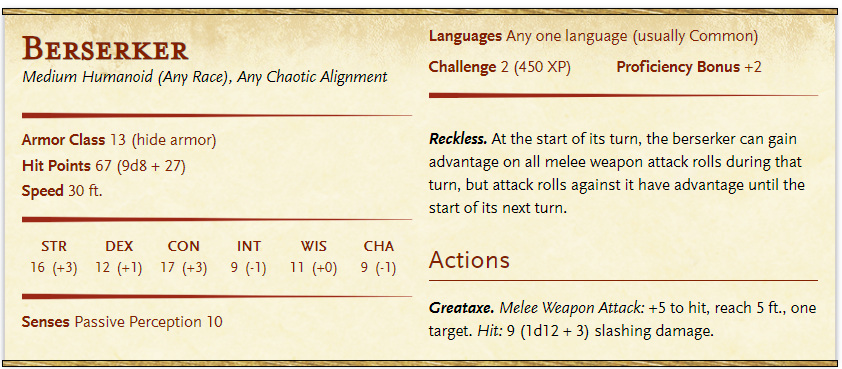 BERSERKER
Medium Humanoid (Any Race), Any Chaotic Alignment
Armor Class 13 (hide armor)
Hit Points 67 (9d8 + 27)
Speed 30 ft.
STR DEX CON INT WIS CHA
16 (+3) 12 (+1) 17 (+3) 9 (-1) 11 (+0) 9 (-1)
Senses Passive Perception 10
Languages Any one language (usually Common)
Challenge 2 (450 XP) Proficiency Bonus +2
Reckless. At the start of its turn, the berserker can gain
advantage on all melee weapon attack rolls during that
turn, but attack rolls against it have advantage until the
start of its next turn.
Actions
Greataxe. Melee Weapon Attack: +5 to hit, reach 5 ft., one
target. Hit: 9 (1d12 + 3) slashing damage.